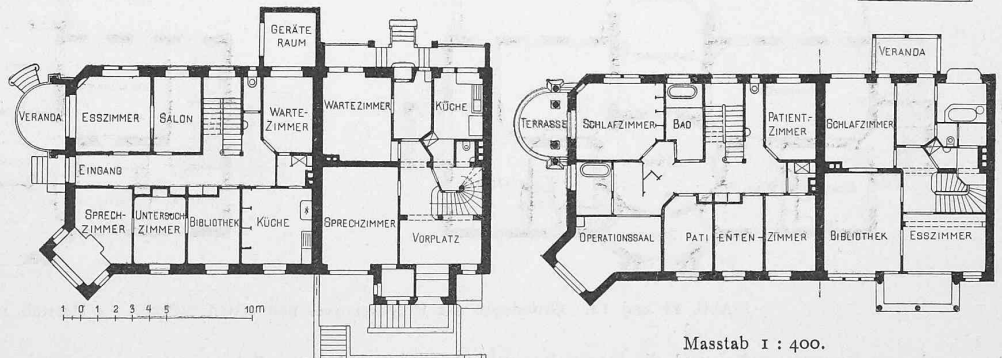 GERÄTE
RAUM
VERANDA
ESSZIMMER
SALON
WARTE-
ZIMMER
WARTEZIMMER
KÜCHE
EINGANG
SPRECH-
ZIMMER
UNTERSUCH-
ZIMMER
BIBLIOTHEK
KÜCHE
SPRECHZIMMER
VORPLATZ
1 0 1 2 3 4 5 10m
VERANDA
TERRASSE
SCHLAFZIMMER
BAD
PATIENT-
ZIMMER
SCHLAFZIMMER
OPERATIONSSAAL
PATIENTEN-ZIMMER
BIBLIOTHEK
ESSZIMMER
Masstab 1 : 400.